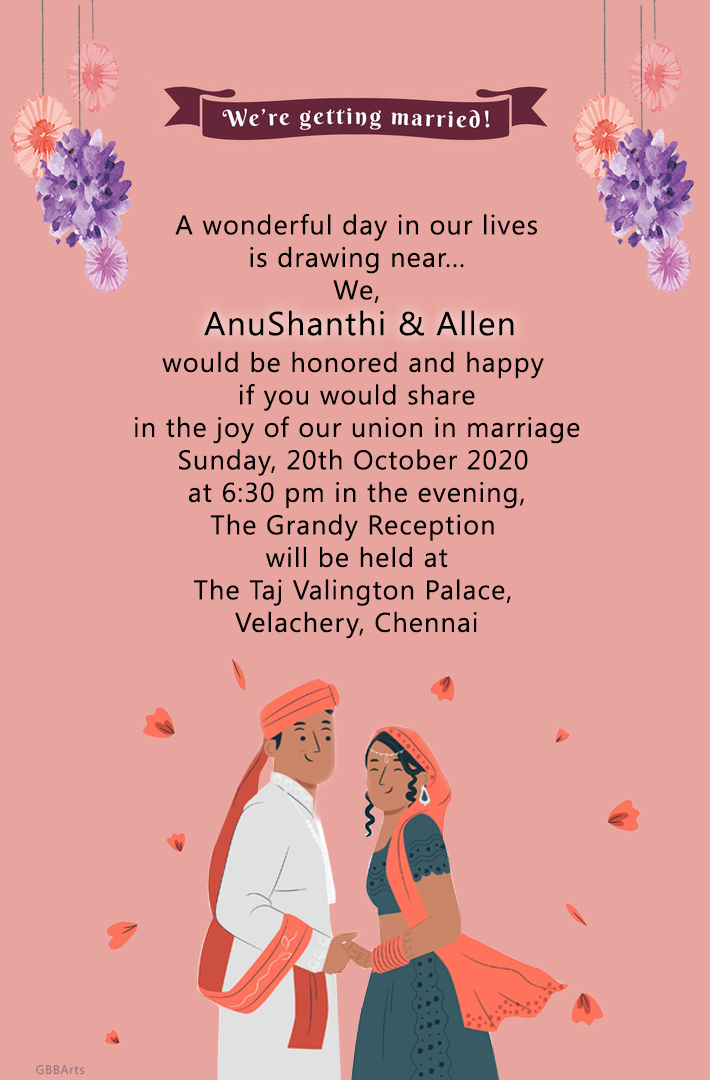 We're getting married!
A wonderful day in our lives
is drawing near...
We,
AnuShanthi & Allen
would be honored and happy
if you would share
in the joy of our union in marriage
Sunday, 20th October 2020
at 6:30 pm in the evening,
The Grandy Reception
will be held at
The Taj Valington Palace,
Velachery, Chennai
GBBArts